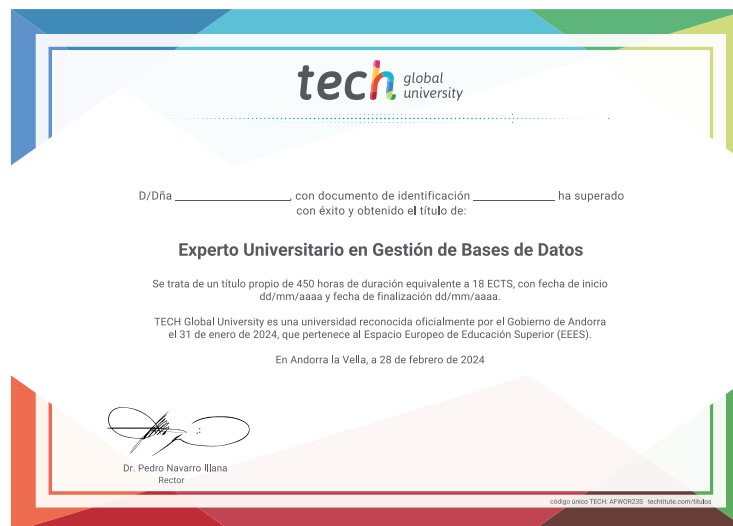 tech global university
D/Dña ______________, con documento de identificación ______________ ha superado
con éxito y obtenido el título de:
Experto Universitario en Gestión de Bases de Datos
Se trata de un título propio de 450 horas de duración equivalente a 18 ECTS, con fecha de inicio
dd/mm/aaaa y fecha de finalización dd/mm/aaaa.
TECH Global University es una universidad reconocida oficialmente por el Gobierno de Andorra
el 31 de enero de 2024, que pertenece al Espacio Europeo de Educación Superior (EEES).
En Andorra la Vella, a 28 de febrero de 2024
Dr. Pedro Navarro Illana
Rector
código único TECH: AFWOR23S techtitute.com/titulos